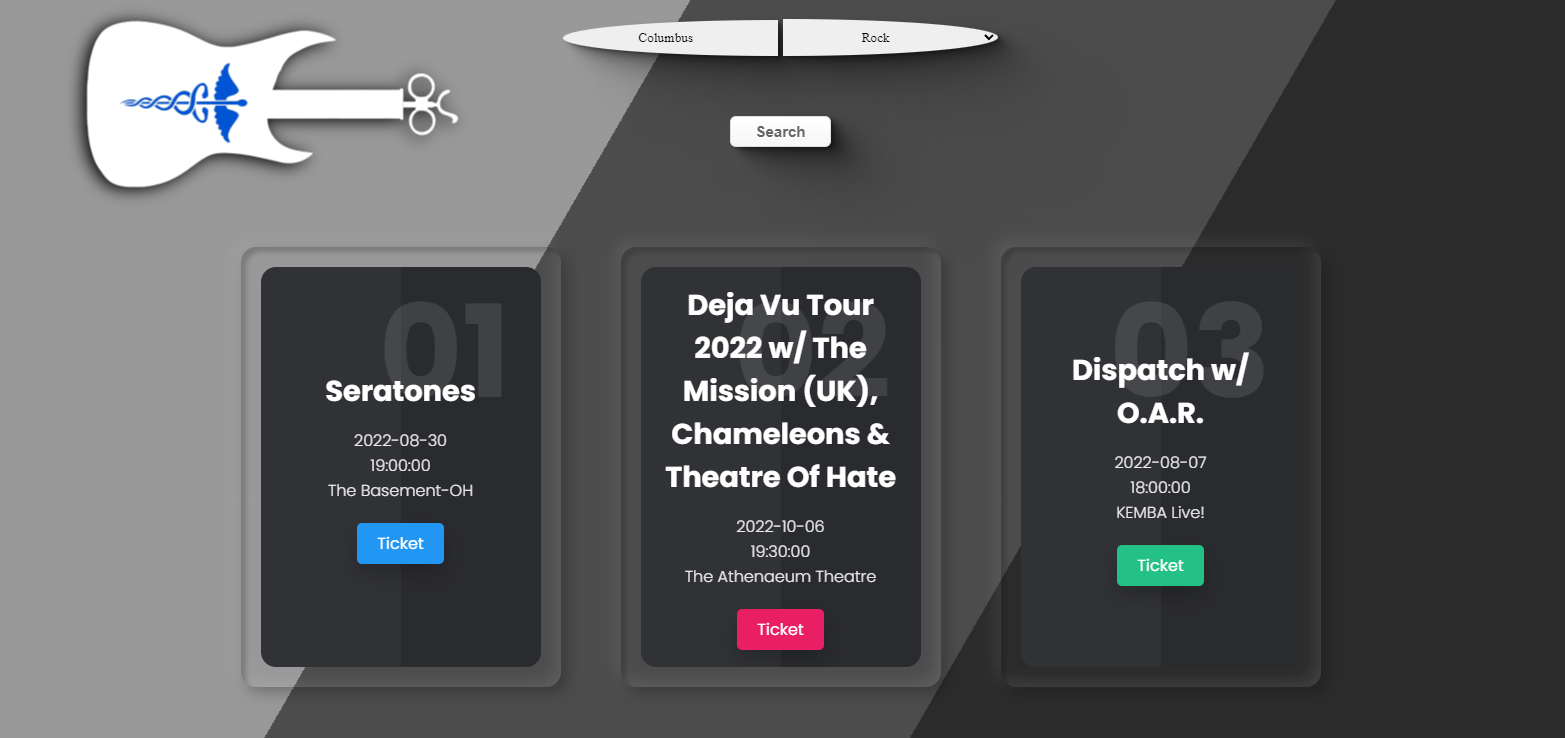 Columbus
Rock
Search
01
Seratones
2022-08-30
19:00:00
The Basement-OH
Ticket
02
Deja Vu Tour
2022 w/ The
Mission (UK),
Chameleons &
Theatre Of Hate
2022-10-06
19:30:00
The Athenaeum Theatre
Ticket
03
Dispatch w/
O.A.R.
2022-08-07
18:00:00
KEMBA Live!
Ticket